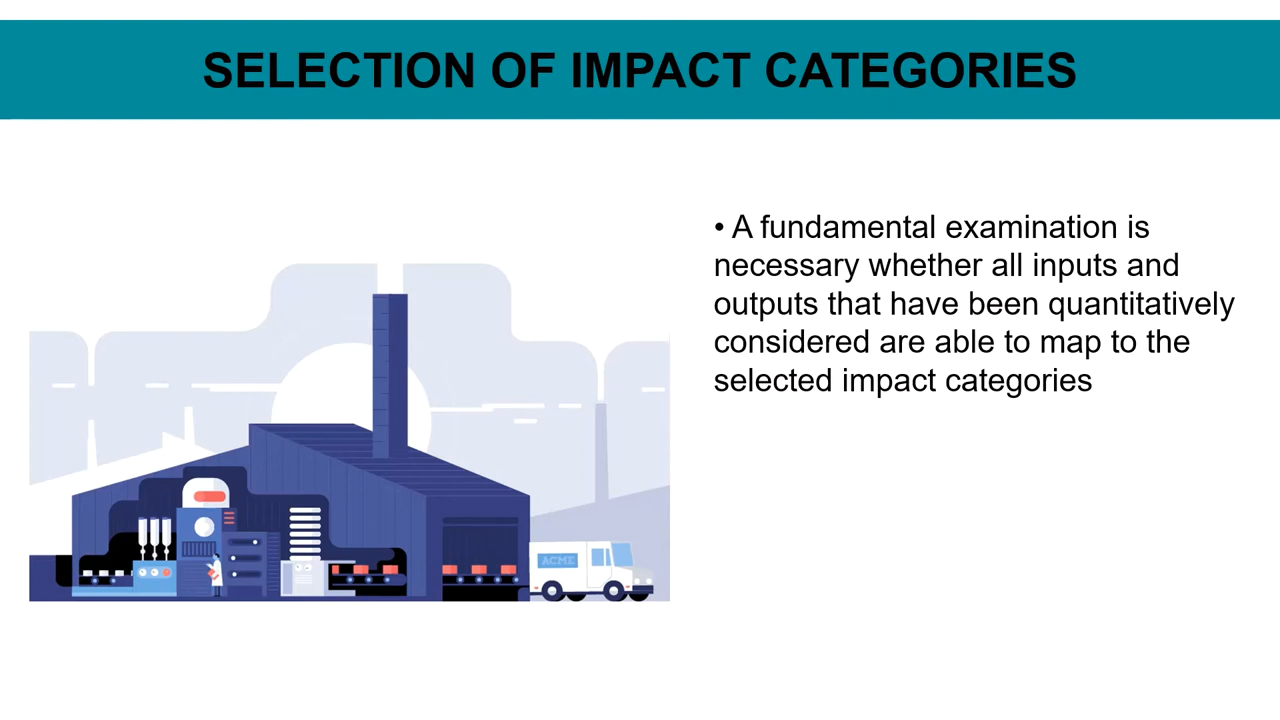 SELECTION OF IMPACT CATEGORIES
• A fundamental examination is
necessary whether all inputs and
outputs that have been quantitatively
considered are able to map to the
selected impact categories
ACME